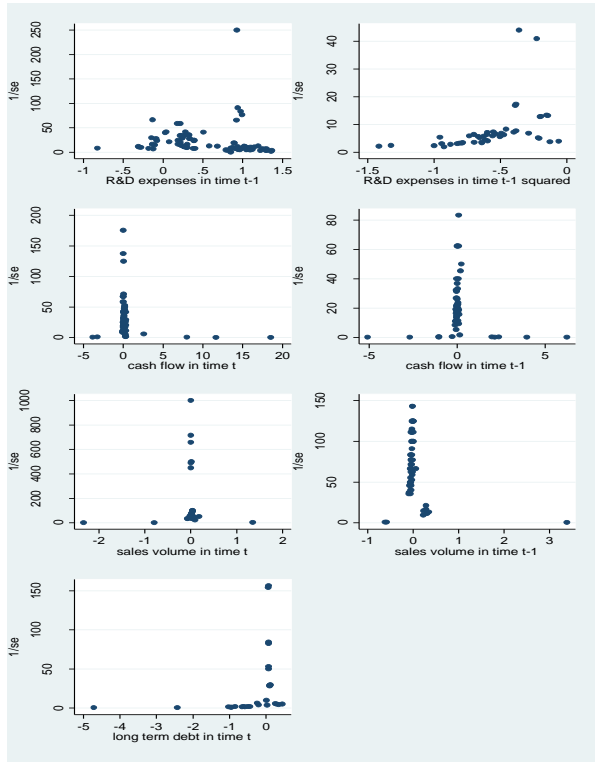 250
200
150
100
50
0
1/se
-1 -.5 0 .5 1 1.5
R&D expenses in time t-1
40
30
20
10
0
1/se
-1.5 -1 -.5 0
R&D expenses in time t-1 squared
200
150
100
50
0
1/se
-5 0 5 10 15 20
cash flow in time t
80
60
40
20
0
1/se
-5 0 5
cash flow in time t-1
1000
800
600
400
200
0
1/se
-2 -1 0 1 2
sales volume in time t
150
100
50
0
1/se
-1 0 1 2 3
sales volume in time t-1
150
100
50
0
1/se
-5 -4 -3 -2 -1 0
long term debt in time t